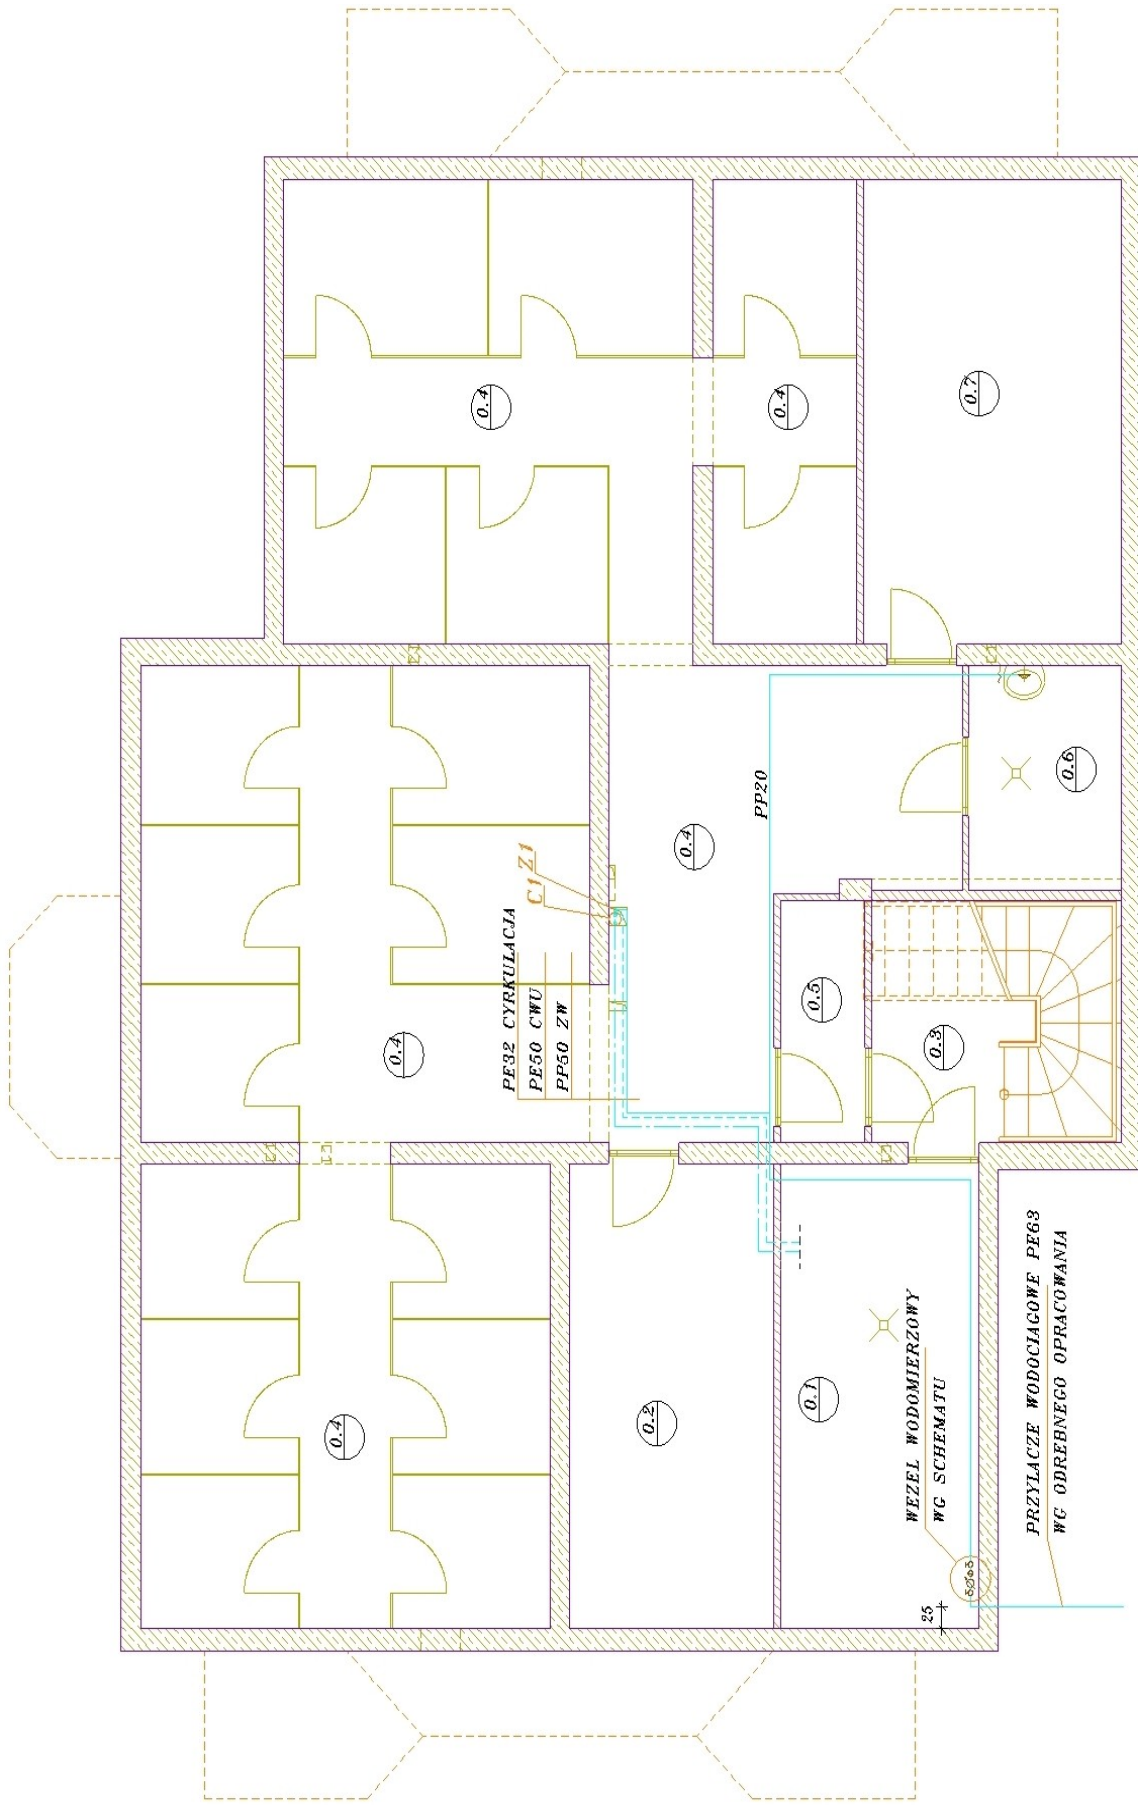 0.4
0.4
0.7
0.4
PP20
0.6
C1
Z1
PE32 CYRKULACJA
PE50 CWU
PP50 ZW
0.5
0.3
0.4
0.4
0.2
0.1
WEZEL WODOMIERZOWY
WG SCHEMATU
PRZYLACZE WODOCIAGOWE PE63
WG ODREBNEGO OPRACOWANIA
25